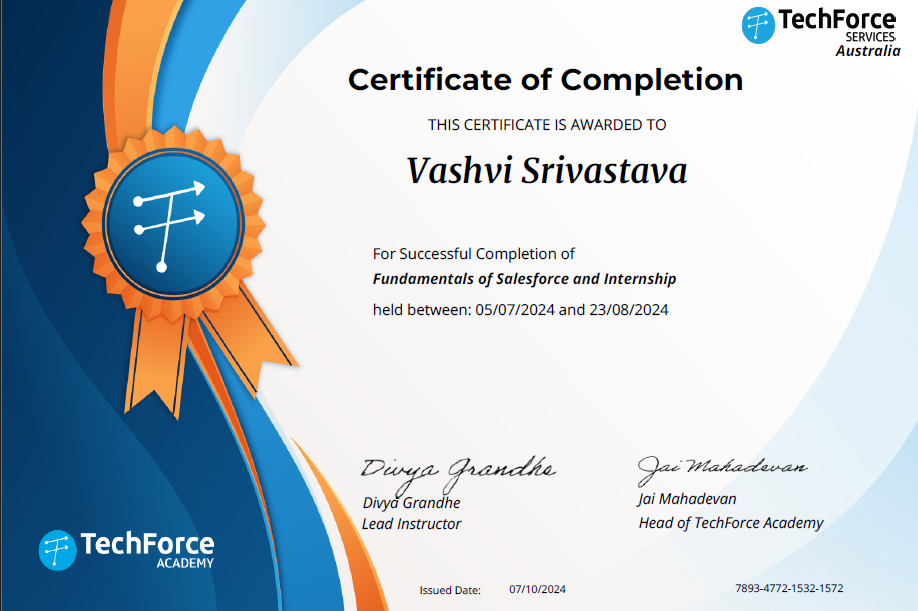 TechForce
SERVICES
Australia
Certificate of Completion
THIS CERTIFICATE IS AWARDED TO
Vashvi Srivastava
For Successful Completion of
Fundamentals of Salesforce and Internship
held between: 05/07/2024 and 23/08/2024
Divya Grandhe
Divya Grandhe
Lead Instructor
Jai Mahadevan
Jai Mahadevan
Head of TechForce Academy
TechForce
ACADEMY
Issued Date: 07/10/2024
7893-4772-1532-1572